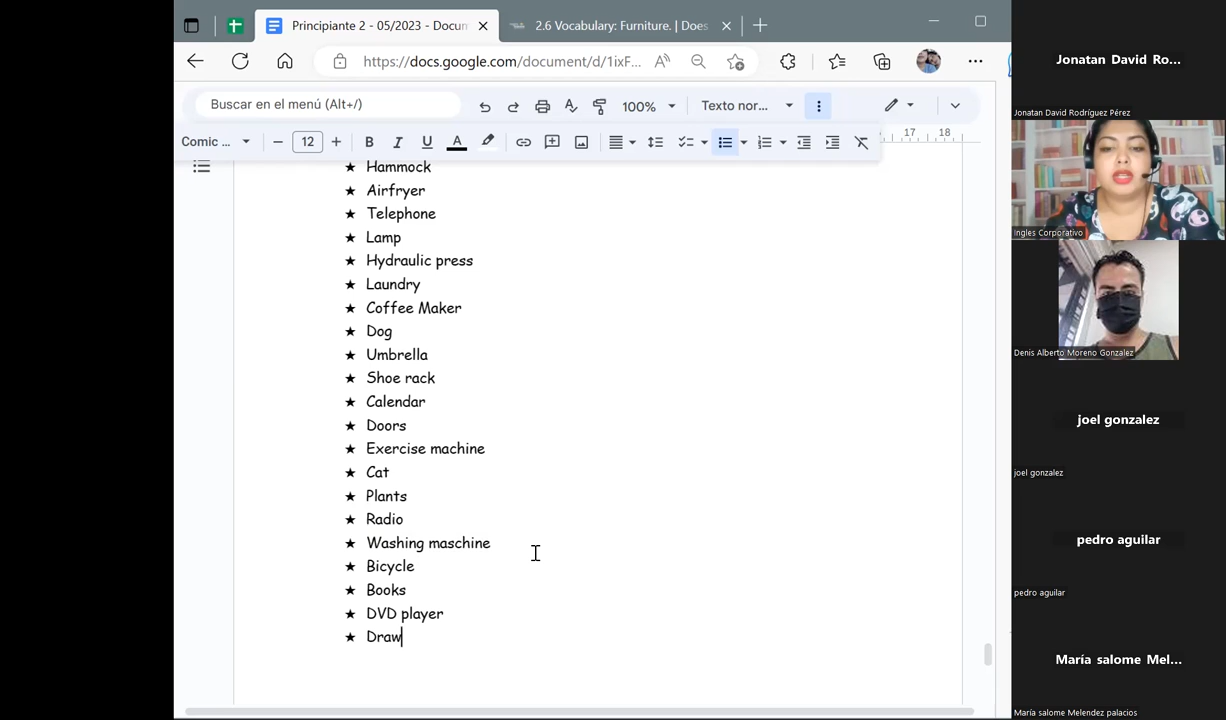 Principiante 2 - 05/2023 - Docun
2.6 Vocabulary: Furniture. | Does
https://docs.google.com/document/d/1ixF...
Buscar en el menú (Alt+/)
100%
Texto nor...
Comic ...
12
17 18
Hammock
Airfryer
Telephone
Lamp
Hydraulic press
Laundry
Coffee Maker
Dog
Umbrella
Shoe rack
Calendar
Doors
Exercise machine
Cat
Plants
Radio
Washing maschine
Bicycle
Books
DVD player
Draw
Jonatan David Ro...
Jonatan David Rodríguez Pérez
Ingles Corporativo
Denis Alberto Moreno Gonzalez
joel gonzalez
joel gonzalez
pedro aguilar
pedro aguilar
María salome Mel...
María salome Melendez palacios